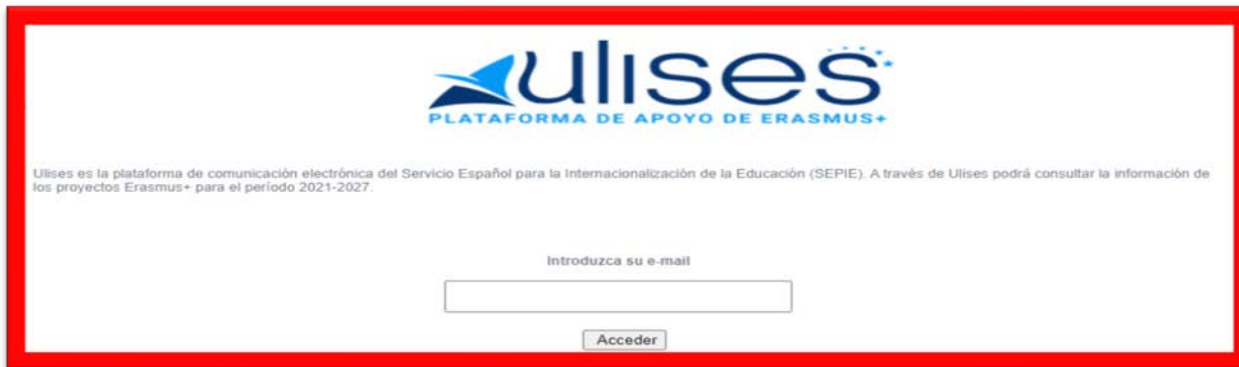 ulises
PLATAFORMA DE APOYO DE ERASMUS+
Ulises es la plataforma de comunicación electrónica del Servicio Español para la Internacionalización de la Educación (SEPIE). A través de Ulises podrá consultar la información de
los proyectos Erasmus+ para el período 2021-2027.
Introduzca su e-mail
Acceder